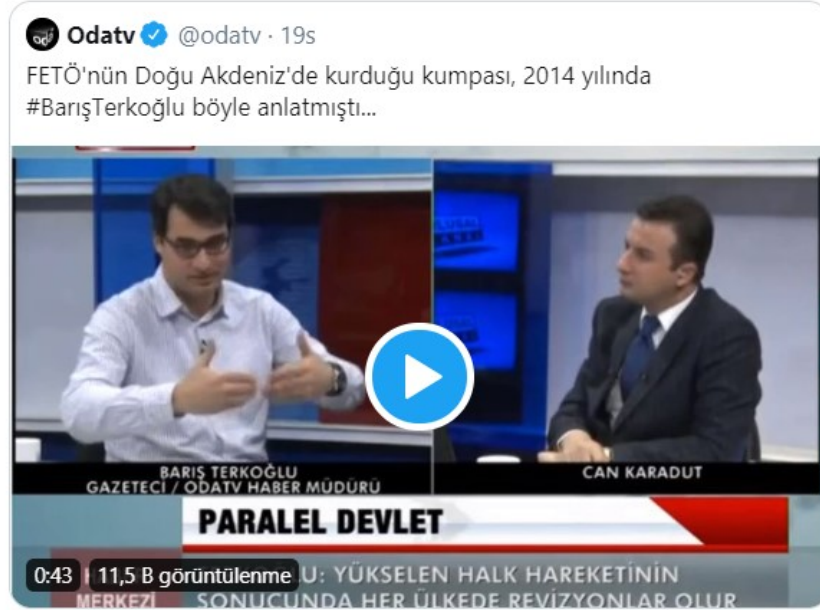 Odatv @odatv · 19s
FETÖ'nün Doğu Akdeniz'de kurduğu kumpası, 2014 yılında
#BarışTerkoğlu böyle anlatmıştı...
ULUSAL
BARIŞ TERKOĞLU
GAZETECİ / ODATV HABER MÜDÜRÜ
CAN KARADUT
PARALEL DEVLET
0:43
11,5 B görüntülenme
LU: YÜKSELEN HALK HAREKETİNİN
MERKEZİ
SONUCUNDA HER ÜLKEDE REVİZYONLAR OLUR